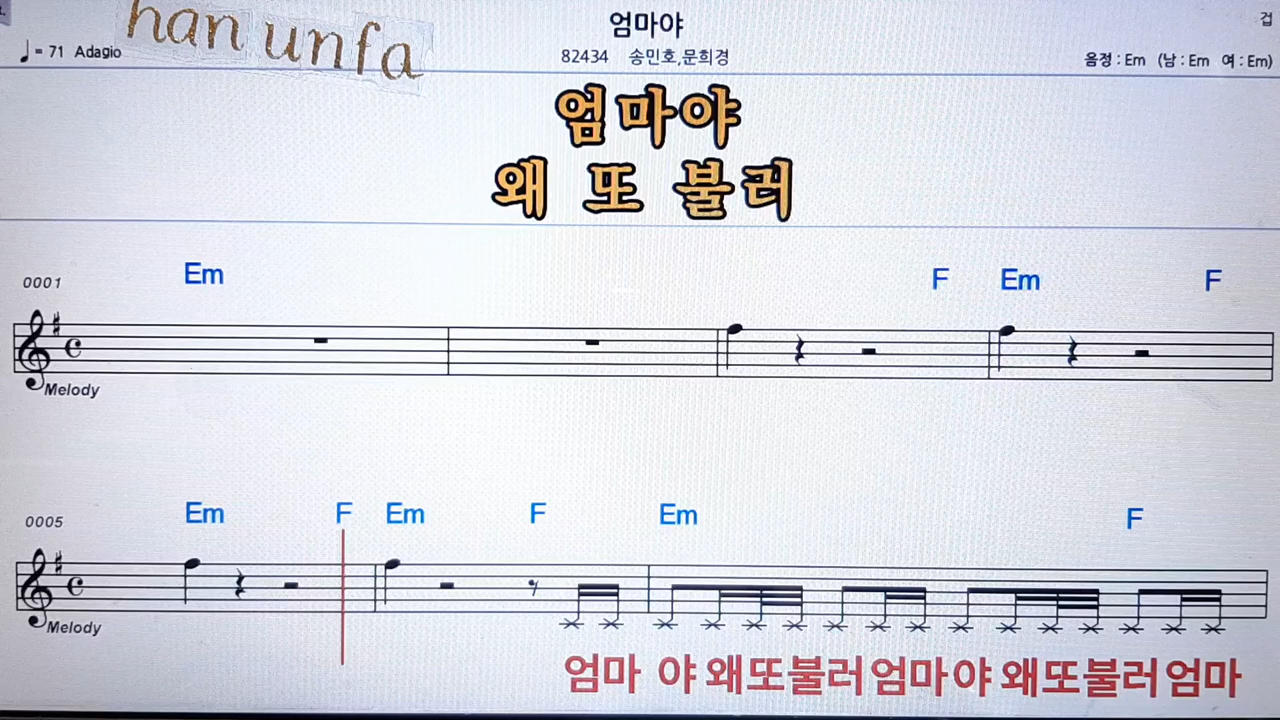 han unfa
엄마야
겁
♩= 71 Adagio
82434 송민호,문희경
음정 : Em (남 : Em 여 : Em)
엄마야
왜 또 불러
Em F Em F
0001
Melody
Em F Em F Em F
0005
Melody
엄마 야 왜또불러엄마야 왜또불러엄마